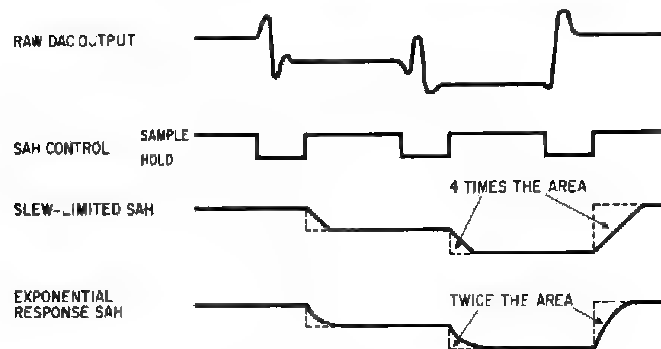 RAW DAC OUTPUT
SAMPLE
SAH CONTROL
HOLD
4 TIMES THE AREA
SLEW-LIMITED SAH
EXPONENTIAL
RESPONSE SAH
TWICE THE AREA